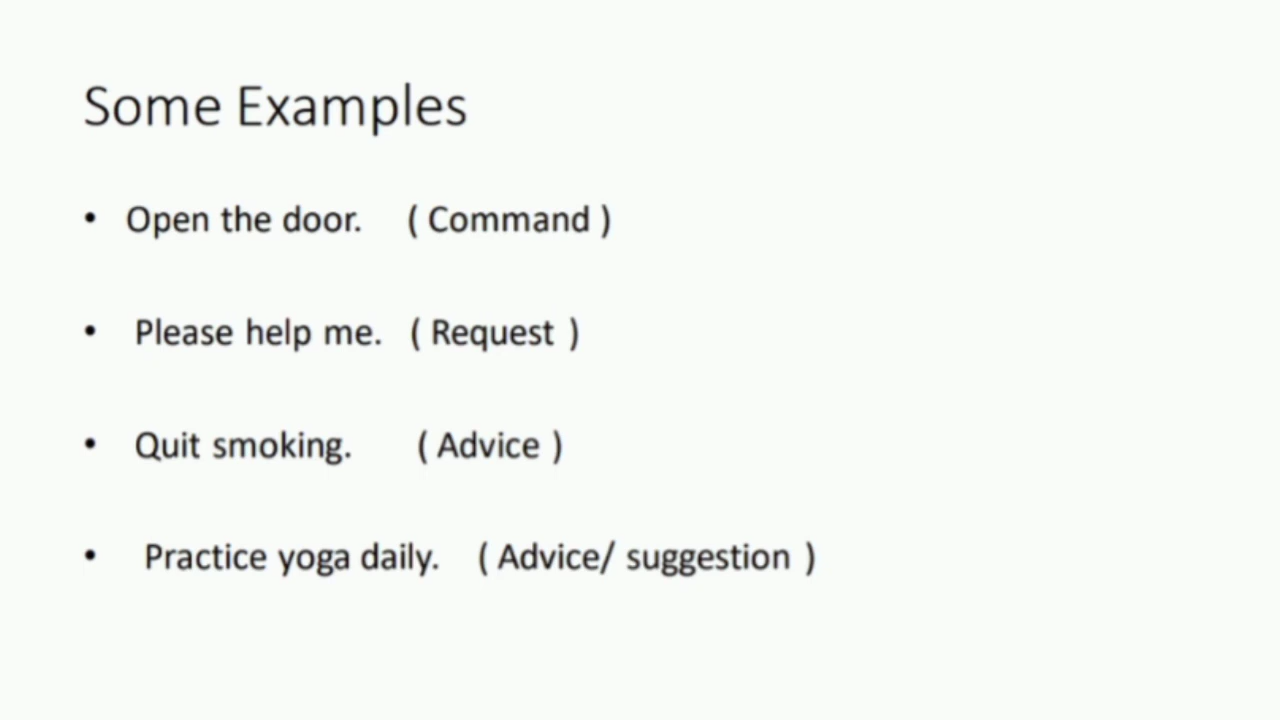 Some Examples
• Open the door. ( Command )
• Please help me. ( Request )
• Quit smoking. ( Advice )
• Practice yoga daily. ( Advice/ suggestion )